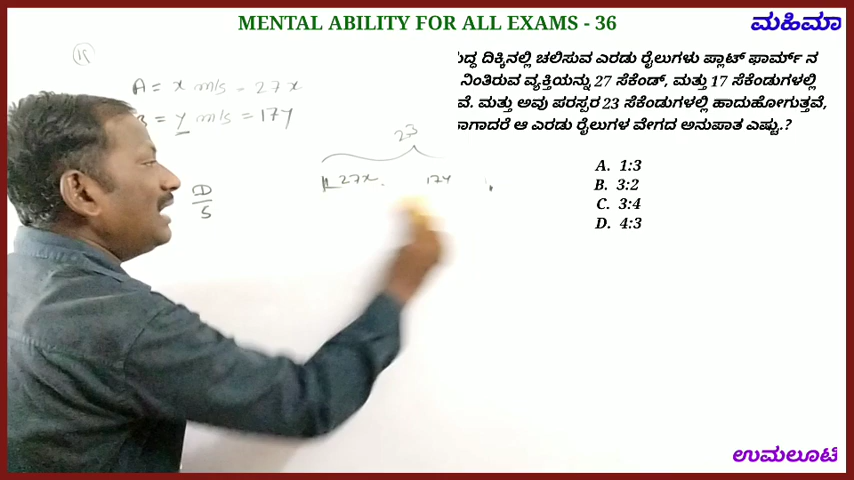 MENTAL ABILITY FOR ALL EXAMS - 36
ಮಹಿಮಾ
15
ದಿಕ್ಕಿನಲ್ಲಿ ಚಲಿಸುವ ಎರಡು ರೈಲುಗಳು ಪ್ಲಾಟ್ ಫಾರ್ಮ್ ನ
A = x m/s - 27x
ನಿಂತಿರುವ ವ್ಯಕ್ತಿಯನ್ನು 27 ಸೆಕೆಂಡ್, ಮತ್ತು 17 ಸೆಕೆಂಡುಗಳಲ್ಲಿ
ವೆ. ಮತ್ತು ಅವು ಪರಸ್ಪರ 23 ಸೆಕೆಂಡುಗಳಲ್ಲಿ ಹಾದುಹೋಗುತ್ತವೆ,
= y m/s = 17y
ಆ ಎರಡು ರೈಲುಗಳ ವೇಗದ ಅನುಪಾತ ಎಷ್ಟು.?
23
A. 1:3
27x. 17y
B. 3:2
D
S
C. 3:4
D. 4:3
ಉಮಲೂಟಿ